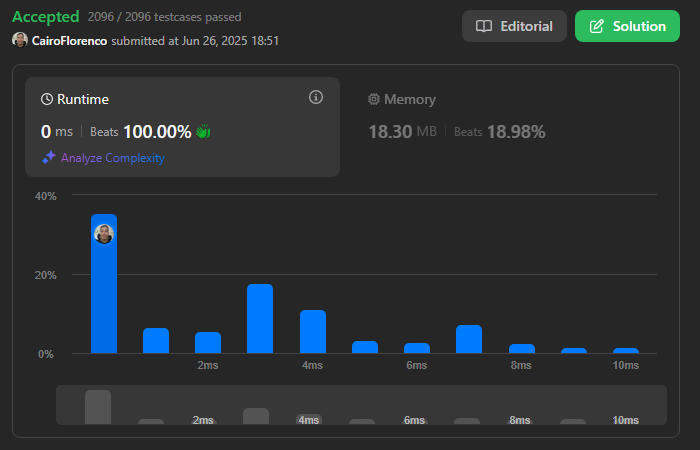 Accepted 2096 / 2096 testcases passed
Editorial
Solution
CairoFlorenco submitted at Jun 26, 2025 18:51
Runtime
Memory
0 ms Beats 100.00%
18.30 MB Beats 18.98%
Analyze Complexity
40%
20%
0%
2ms 4ms 6ms 8ms 10ms
2ms 4ms 6ms 8ms 10ms